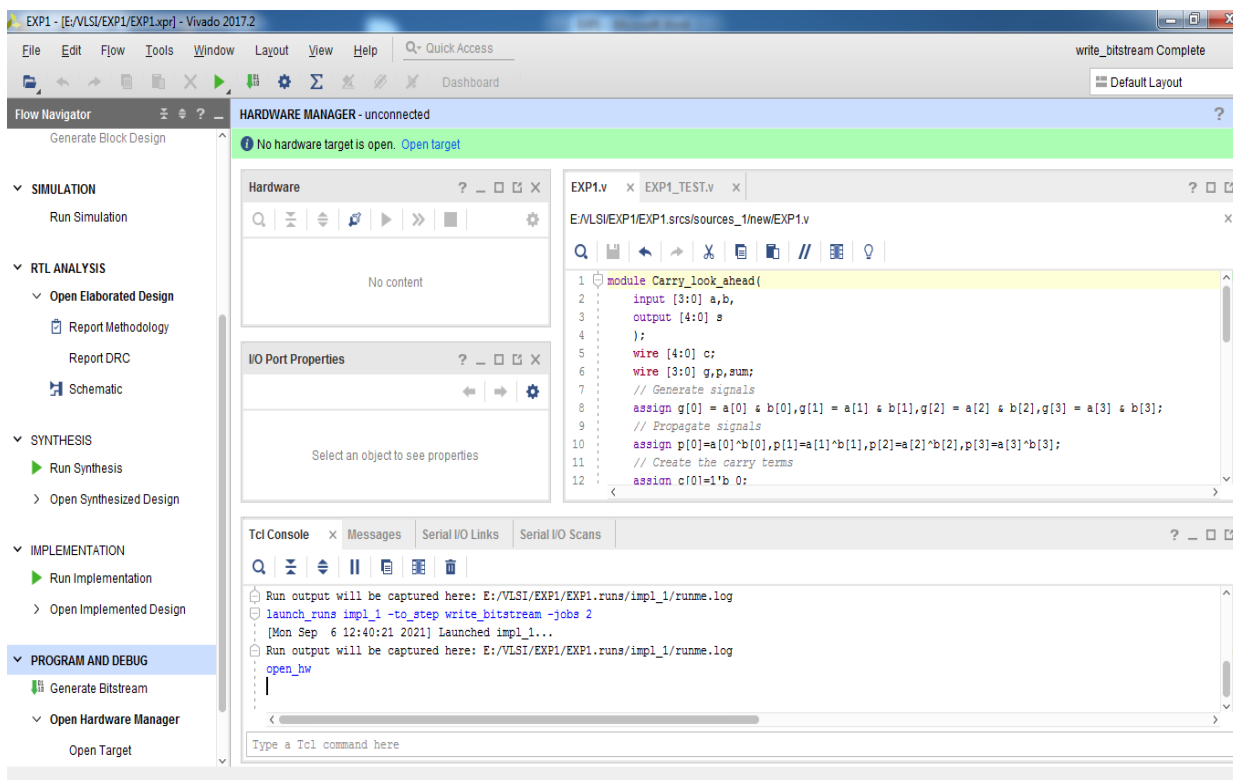 EXP1 - [E:/VLSI/EXP1/EXP1.xpr] - Vivado 2017.2
File Edit Flow Tools Window Layout View Help Quick Access
write_bitstream Complete
Dashboard
Default Layout
Flow Navigator
HARDWARE MANAGER - unconnected
Generate Block Design
No hardware target is open. Open target
SIMULATION
Run Simulation
RTL ANALYSIS
Open Elaborated Design
Report Methodology
Report DRC
Schematic
SYNTHESIS
Run Synthesis
Open Synthesized Design
IMPLEMENTATION
Run Implementation
Open Implemented Design
PROGRAM AND DEBUG
Generate Bitstream
Open Hardware Manager
Open Target
Hardware
No content
I/O Port Properties
Select an object to see properties
EXP1.v EXP1_TEST.v
E:/VLSI/EXP1/EXP1.srcs/sources_1/new/EXP1.v
1 module Carry_look_ahead(
2 input [3:0] a,b,
3 output [4:0] s
4 );
5 wire [4:0] c;
6 wire [3:0] g,p,sum;
7 // Generate signals
8 assign g[0] = a[0] & b[0],g[1] = a[1] & b[1],g[2] = a[2] & b[2],g[3] = a[3] & b[3];
9 // Propagate signals
10 assign p[0]=a[0]^b[0],p[1]=a[1]^b[1],p[2]=a[2]^b[2],p[3]=a[3]^b[3];
11 // Create the carry terms
12 assign c[0]=1'b 0;
Tcl Console Messages Serial I/O Links Serial I/O Scans
Run output will be captured here: E:/VLSI/EXP1/EXP1.runs/impl_1/runme.log
launch_runs impl_1 -to_step write_bitstream -jobs 2
[Mon Sep 6 12:40:21 2021] Launched impl_1...
Run output will be captured here: E:/VLSI/EXP1/EXP1.runs/impl_1/runme.log
open_hw
Type a Tcl command here